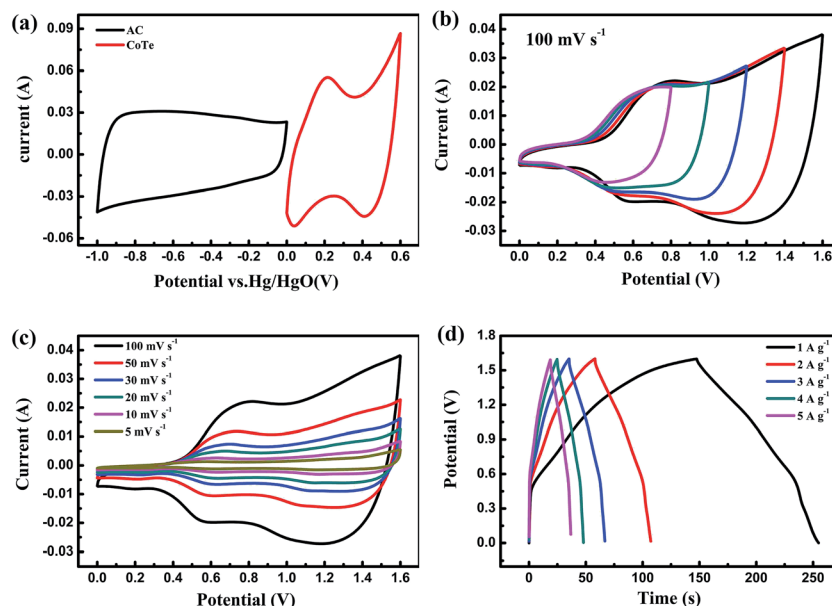 (a)
AC
CoTe
0.09
0.06
0.03
0.00
-0.03
-0.06
current (A)
-1.0 -0.8 -0.6 -0.4 -0.2 0.0 0.2 0.4 0.6
Potential vs.Hg/HgO(V)
(b)
100 mV s⁻¹
0.04
0.03
0.02
0.01
0.00
-0.01
-0.02
-0.03
Current (A)
0.0 0.2 0.4 0.6 0.8 1.0 1.2 1.4 1.6
Potential (V)
(c)
100 mV s⁻¹
50 mV s⁻¹
30 mV s⁻¹
20 mV s⁻¹
10 mV s⁻¹
5 mV s⁻¹
0.04
0.03
0.02
0.01
0.00
-0.01
-0.02
-0.03
Current (A)
0.0 0.2 0.4 0.6 0.8 1.0 1.2 1.4 1.6
Potential (V)
(d)
1 A g⁻¹
2 A g⁻¹
3 A g⁻¹
4 A g⁻¹
5 A g⁻¹
1.8
1.5
1.2
0.9
0.6
0.3
0.0
Potential (V)
0 50 100 150 200 250
Time (s)